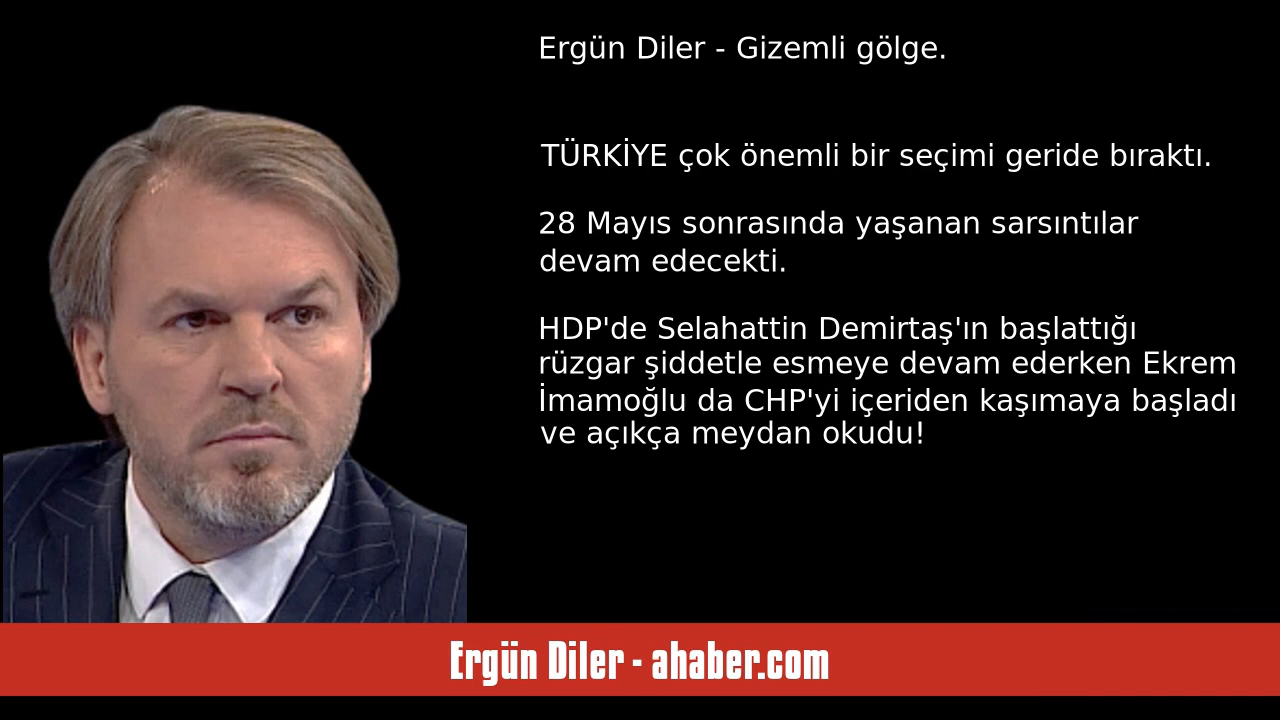 Ergün Diler - Gizemli gölge.
TÜRKİYE çok önemli bir seçimi geride bıraktı.
28 Mayıs sonrasında yaşanan sarsıntılar
devam edecekti.
HDP'de Selahattin Demirtaş'ın başlattığı
rüzgar şiddetle esmeye devam ederken Ekrem
İmamoğlu da CHP'yi içeriden kaşımaya başladı
ve açıkça meydan okudu!
Ergün Diler - ahaber.com